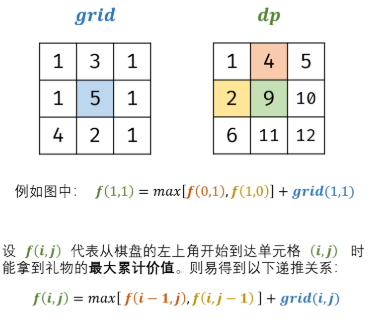 grid dp
1 3 1 1 4 5
1 5 1 2 9 10
4 2 1 6 11 12
例如图中： f(1,1) = max[f(0,1), f(1,0)] + grid(1,1)
设 f(i,j) 代表从棋盘的左上角开始到达单元格 (i,j) 时
能拿到礼物的最大累计价值。则易得到以下递推关系：
f(i,j) = max[ f(i − 1,j), f(i,j − 1) ] + grid(i,j)